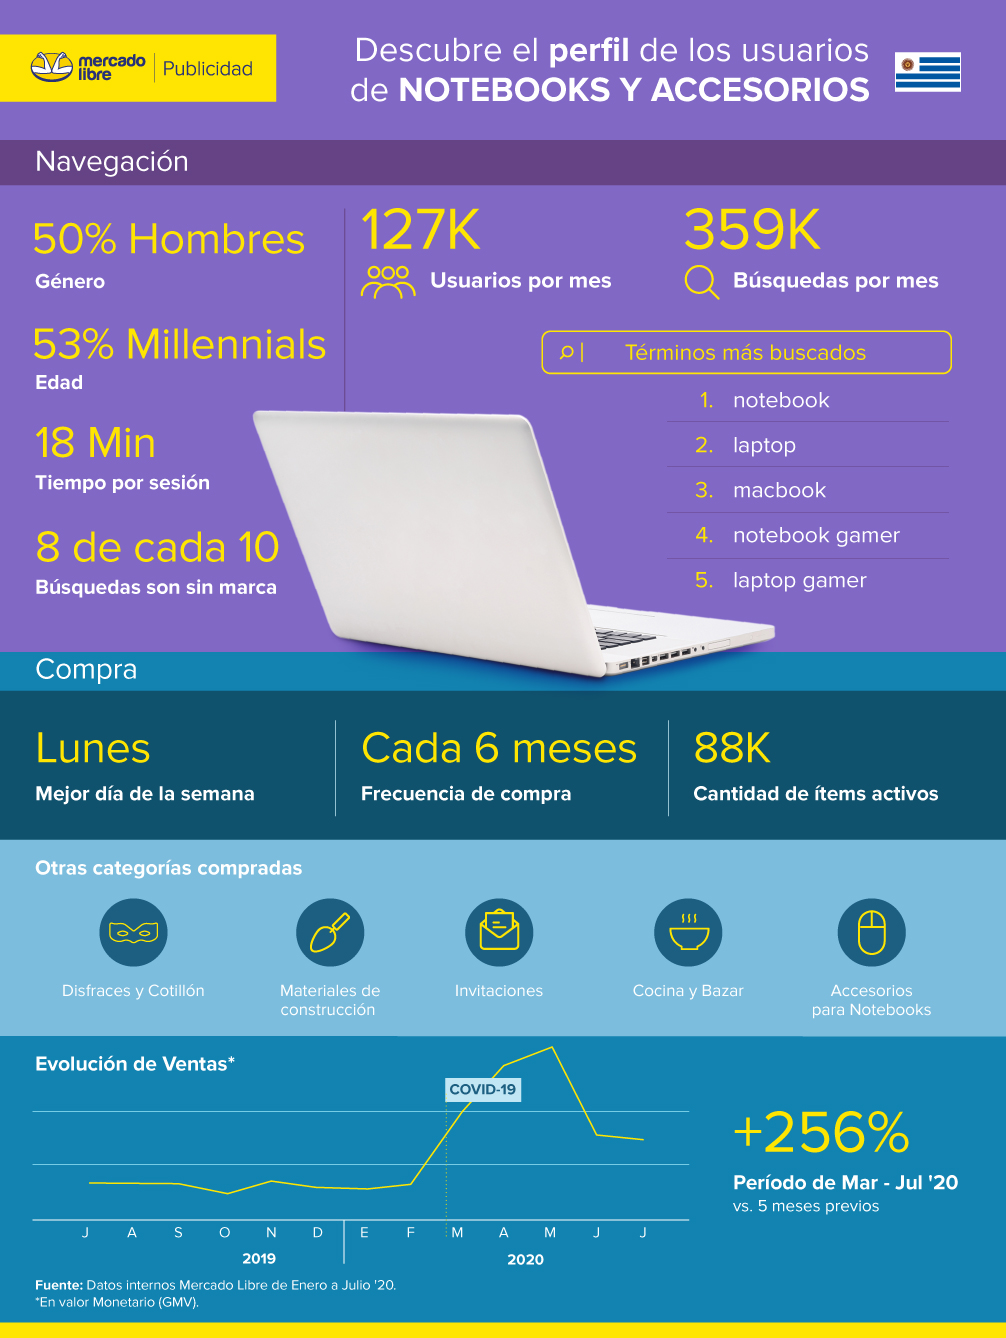 mercado
libre
Publicidad
Descubre el perfil de los usuarios
de NOTEBOOKS Y ACCESORIOS
Navegación
50% Hombres
Género
53% Millennials
Edad
18 Min
Tiempo por sesión
8 de cada 10
Búsquedas son sin marca
127K
Usuarios por mes
359K
Búsquedas por mes
Términos más buscados
1. notebook
2. laptop
3. macbook
4. notebook gamer
5. laptop gamer
Compra
Lunes
Mejor día de la semana
Cada 6 meses
Frecuencia de compra
88K
Cantidad de ítems activos
Otras categorías compradas
Disfraces y Cotillón
Materiales de
construcción
Invitaciones
Cocina y Bazar
Accesorios
para Notebooks
Evolución de Ventas*
COVID-19
J A S O N D E F M A M J J
2019 2020
+256%
Período de Mar - Jul '20
vs. 5 meses previos
Fuente: Datos internos Mercado Libre de Enero a Julio '20.
*En valor Monetario (GMV).